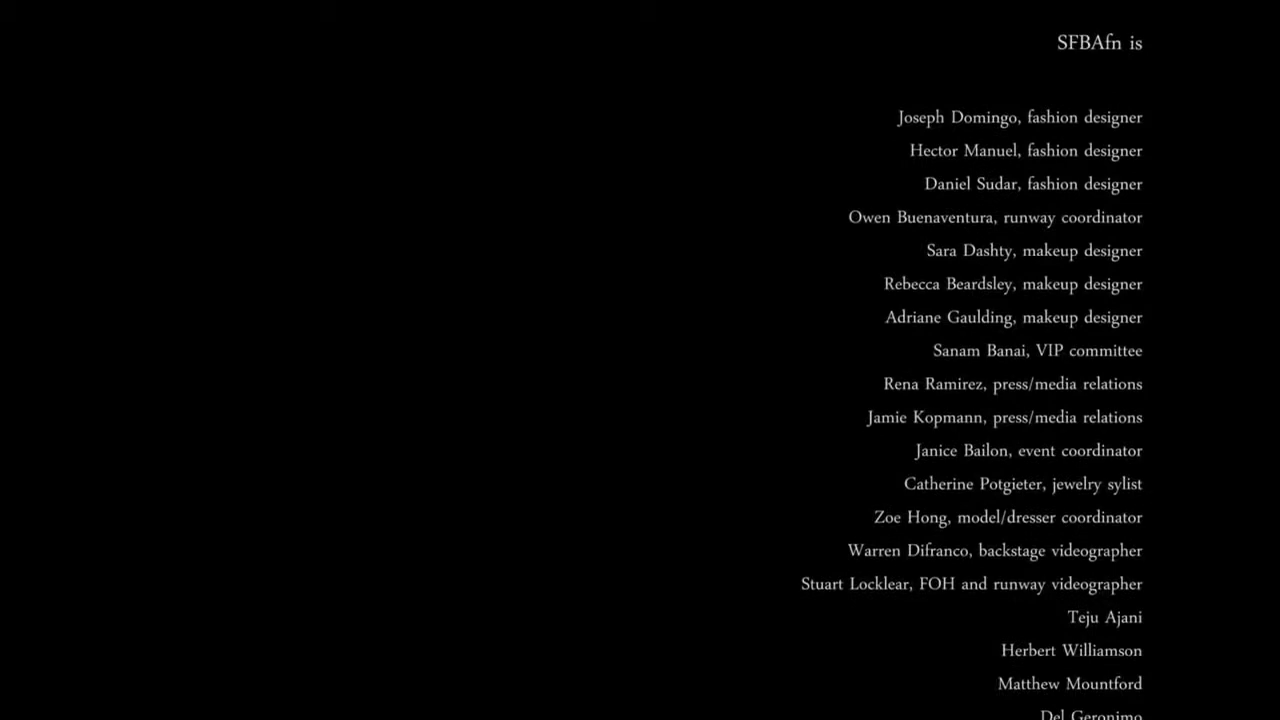 SFBAfn is
Joseph Domingo, fashion designer
Hector Manuel, fashion designer
Daniel Sudar, fashion designer
Owen Buenaventura, runway coordinator
Sara Dashty, makeup designer
Rebecca Beardsley, makeup designer
Adriane Gaulding, makeup designer
Sanam Banai, VIP committee
Rena Ramirez, press/media relations
Jamie Kopmann, press/media relations
Janice Bailon, event coordinator
Catherine Potgieter, jewelry sylist
Zoe Hong, model/dresser coordinator
Warren Difranco, backstage videographer
Stuart Locklear, FOH and runway videographer
Teju Ajani
Herbert Williamson
Matthew Mountford
Del Geronimo